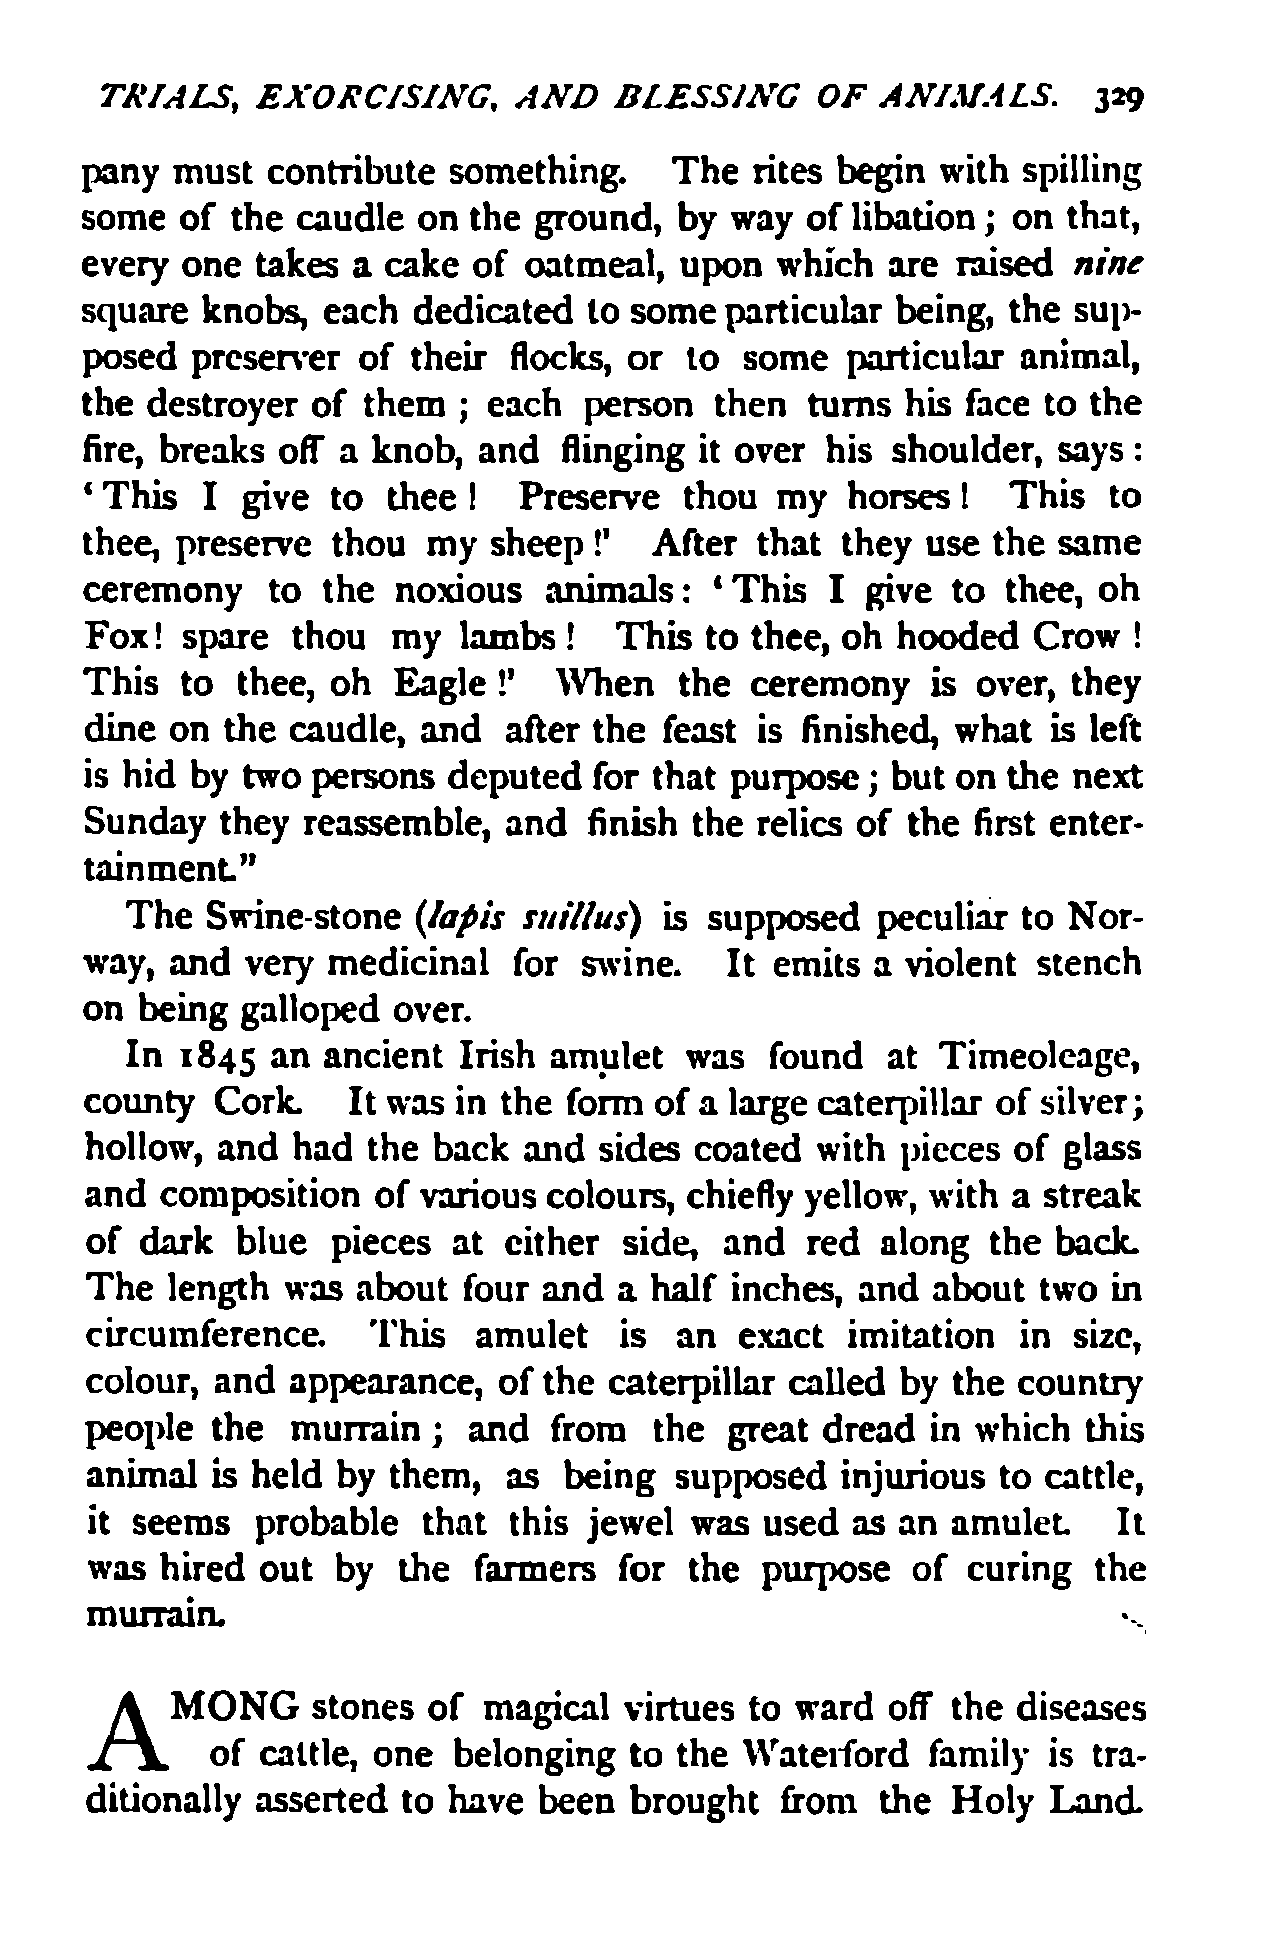 TRIALS, EXORCISING, AND BLESSING OF ANIMALS. 329
pany must contribute something. The rites begin with spilling
some of the caudle on the ground, by way of libation; on that,
every one takes a cake of oatmeal, upon which are raised nine
square knobs, each dedicated to some particular being, the sup-
posed preserver of their flocks, or to some particular animal,
the destroyer of them; each person then turns his face to the
fire, breaks off a knob, and flinging it over his shoulder, says:
‘This I give to thee! Preserve thou my horses! This to
thee, preserve thou my sheep!’ After that they use the same
ceremony to the noxious animals: ‘This I give to thee, oh
Fox! spare thou my lambs! This to thee, oh hooded Crow!
This to thee, oh Eagle!’ When the ceremony is over, they
dine on the caudle, and after the feast is finished, what is left
is hid by two persons deputed for that purpose; but on the next
Sunday they reassemble, and finish the relics of the first enter-
tainment.”
The Swine-stone (lapis suillus) is supposed peculiar to Nor-
way, and very medicinal for swine. It emits a violent stench
on being galloped over.
In 1845 an ancient Irish amulet was found at Timeoleage,
county Cork. It was in the form of a large caterpillar of silver;
hollow, and had the back and sides coated with pieces of glass
and composition of various colours, chiefly yellow, with a streak
of dark blue pieces at either side, and red along the back.
The length was about four and a half inches, and about two in
circumference. This amulet is an exact imitation in size,
colour, and appearance, of the caterpillar called by the country
people the murrain; and from the great dread in which this
animal is held by them, as being supposed injurious to cattle,
it seems probable that this jewel was used as an amulet. It
was hired out by the farmers for the purpose of curing the
murrain.
AMONG stones of magical virtues to ward off the diseases
of cattle, one belonging to the Waterford family is tra-
ditionally asserted to have been brought from the Holy Land.